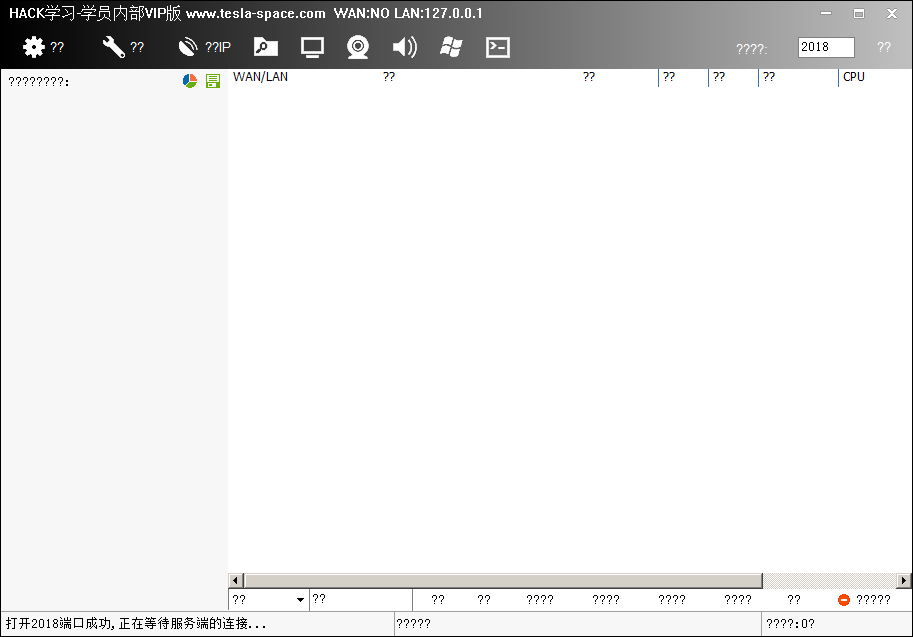 HACK学习-学员内部VIP版 www.tesla-space.com WAN:NO LAN:127.0.0.1
?? ?? ??IP ????: 2018 ??
????????:
WAN/LAN ?? ?? ?? ?? ?? CPU
?? ?? ?? ?? ???? ???? ???? ???? ?? ?????
打开2018端口成功,正在等待服务端的连接...
?????
????:0?